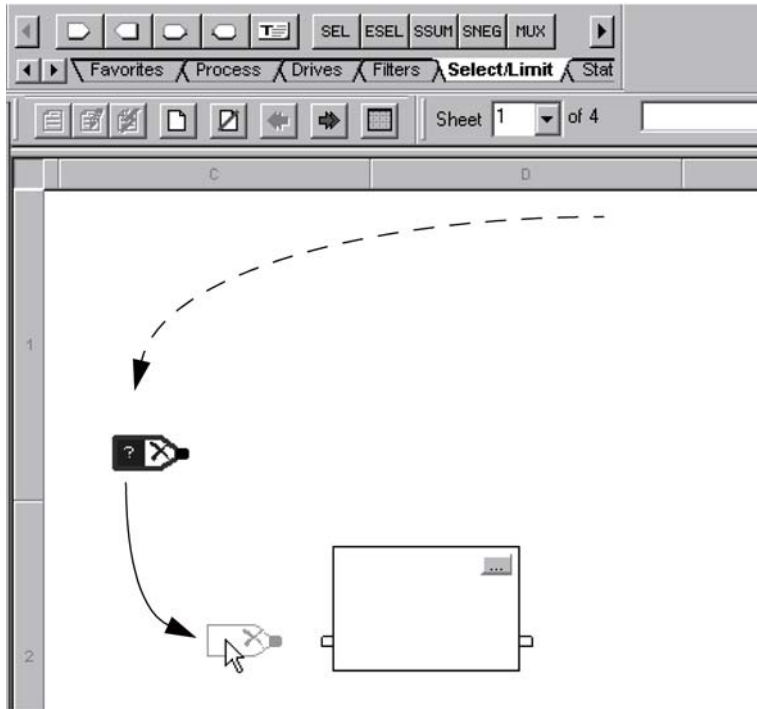 T SEL ESEL SSUM SNEG MUX
Favorites Process Drives Filters Select/Limit Stat
Sheet 1 of 4
C D
1
?
...
2